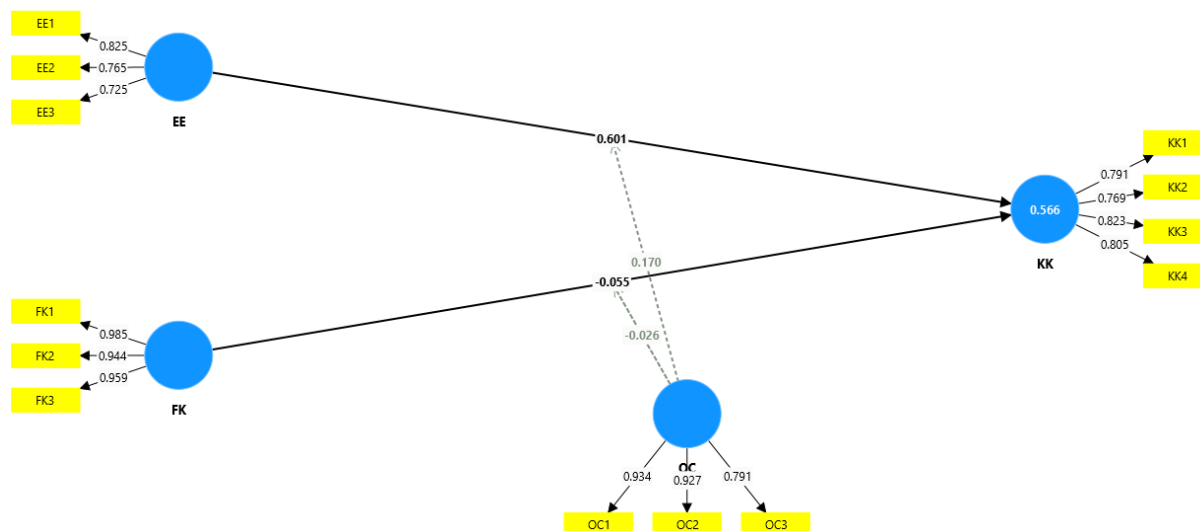 EE1
EE2
EE3
0.825
0.765
0.725
EE
0.601
KK1
KK2
KK3
KK4
0.791
0.769
0.823
0.805
0.566
KK
0.170
-0.055
-0.026
FK1
FK2
FK3
0.985
0.944
0.959
FK
OC
0.934
0.927
0.791
OC1
OC2
OC3